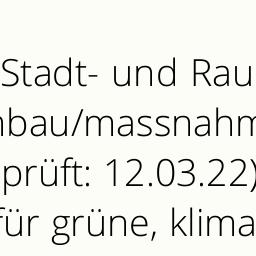 Stadt- und Rau
nbau/massnahm
prüft: 12.03.22)
für grüne, klima